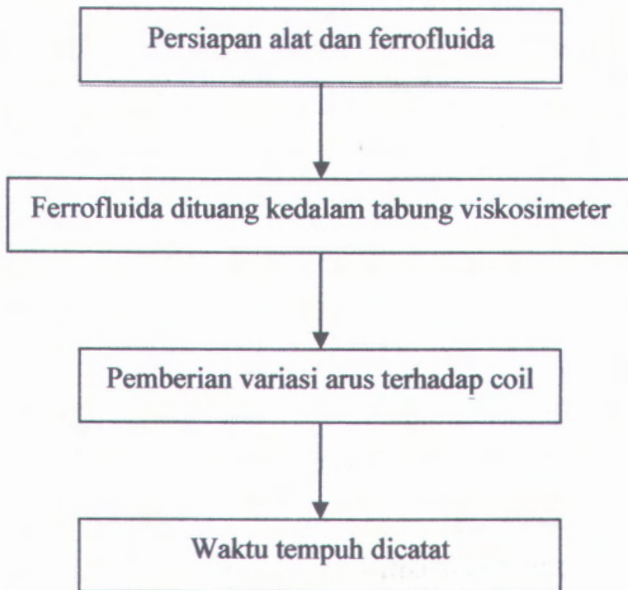 Persiapan alat dan ferrofluida
Ferrofluida dituang kedalam tabung viskosimeter
Pemberian variasi arus terhadap coil
Waktu tempuh dicatat